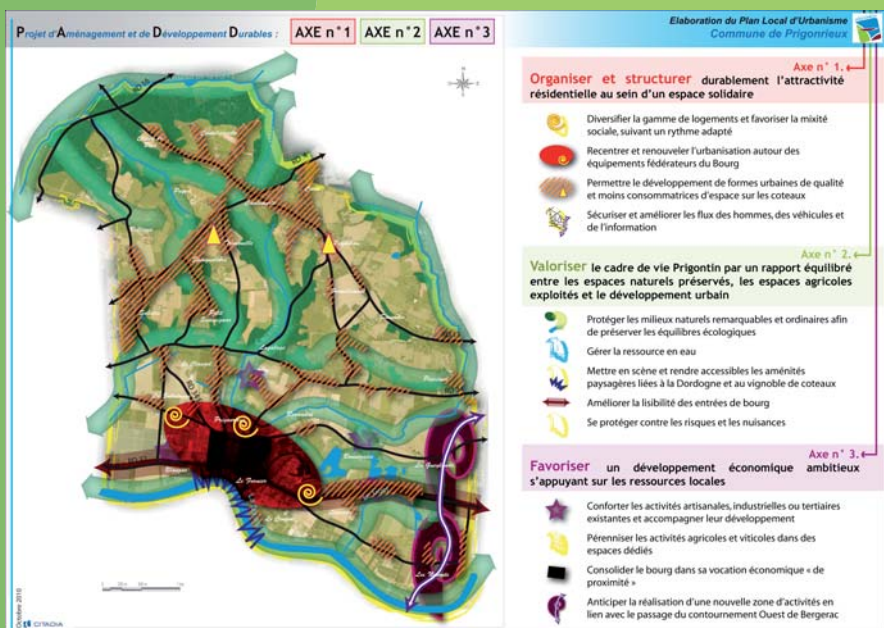 Projet d'Aménagement et de Développement Durables :
AXE n°1
AXE n°2
AXE n°3
Elaboration du Plan Local d'Urbanisme
Commune de Prigonrieux
Axe n° 1.
Organiser et structurer durablement l'attractivité
résidentielle au sein d'un espace solidaire
Diversifier la gamme de logements et favoriser la mixité
sociale, suivant un rythme adapté
Recentrer et renouveler l'urbanisation autour des
équipements fédérateurs du Bourg
Permettre le développement de formes urbaines de qualité
et moins consommatrices d'espace sur les coteaux
Sécuriser et améliorer les flux des hommes, des véhicules et
de l'information
Axe n° 2.
Valoriser le cadre de vie Prigontin par un rapport équilibré
entre les espaces naturels préservés, les espaces agricoles
exploités et le développement urbain
Protéger les milieux naturels remarquables et ordinaires afin
de préserver les équilibres écologiques
Gérer la ressource en eau
Mettre en scène et rendre accessibles les aménités
paysagères liées à la Dordogne et au vignoble de coteaux
Améliorer la lisibilité des entrées de bourg
Se protéger contre les risques et les nuisances
Axe n° 3.
Favoriser un développement économique ambitieux
s'appuyant sur les ressources locales
Conforter les activités artisanales, industrielles ou tertiaires
existantes et accompagner leur développement
Pérenniser les activités agricoles et viticoles dans des
espaces dédiés
Consolider le bourg dans sa vocation économique « de
proximité »
Anticiper la réalisation d'une nouvelle zone d'activités en
lien avec le passage du contournement Ouest de Bergerac
Octobre 2010
CITADIA